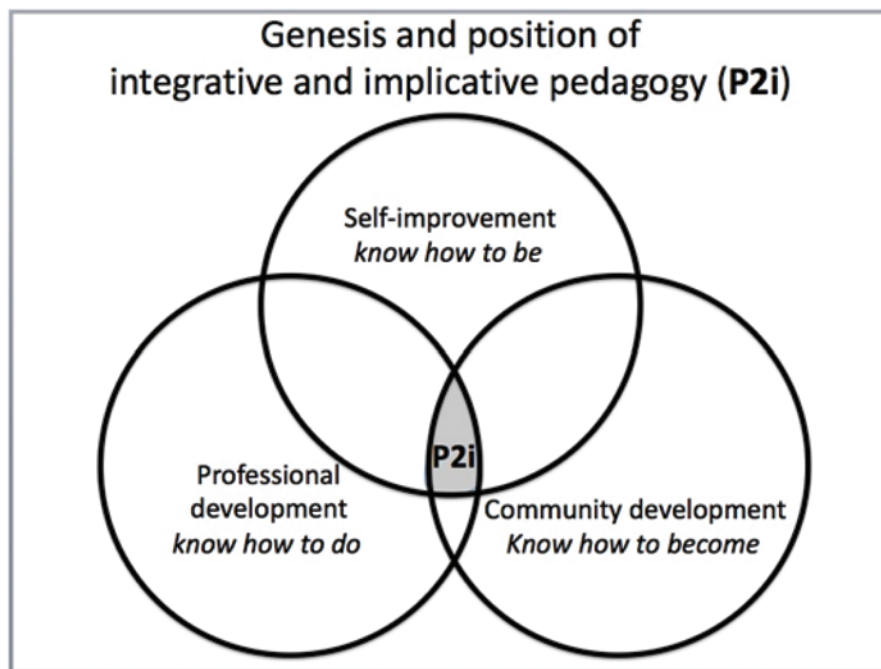 Genesis and position of
integrative and implicative pedagogy (P2i)
Self-improvement
know how to be
P2i
Professional
development
know how to do
Community development
Know how to become